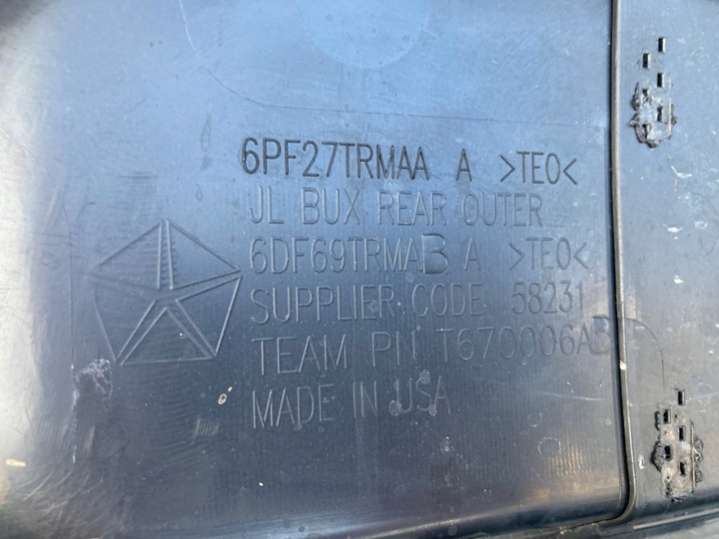 6PF27TRMAA A >TEO<
JL BUX REAR OUTER
6DF69TRMAB A >TEO<
SUPPLIER CODE 58231
TEAM PN T670006AB
MADE IN USA